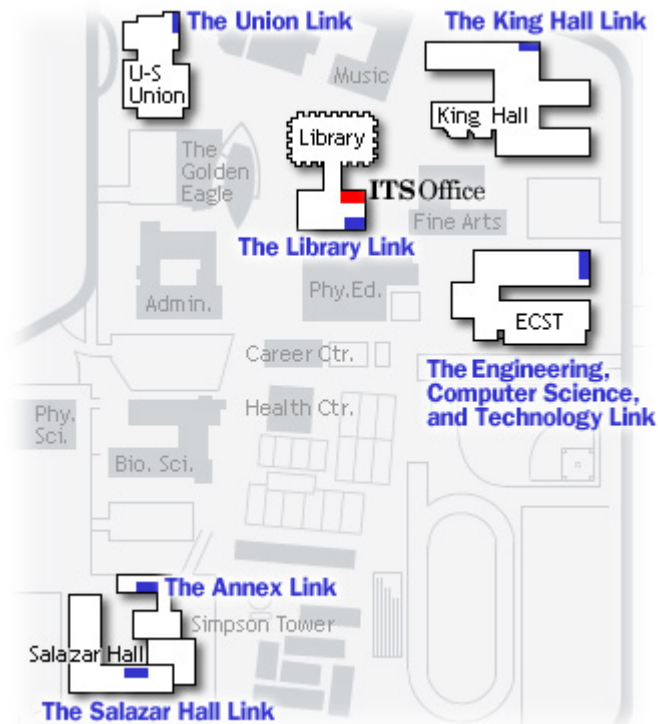 The Union Link
The King Hall Link
U-S
Union
Music
King Hall
Library
The
Golden
Eagle
ITS Office
Fine Arts
The Library Link
Admin.
Phy.Ed.
ECST
Career Ctr.
The Engineering,
Computer Science,
and Technology Link
Health Ctr.
Phy.
Sci.
Bio. Sci.
The Annex Link
Simpson Tower
Salazar Hall
The Salazar Hall Link